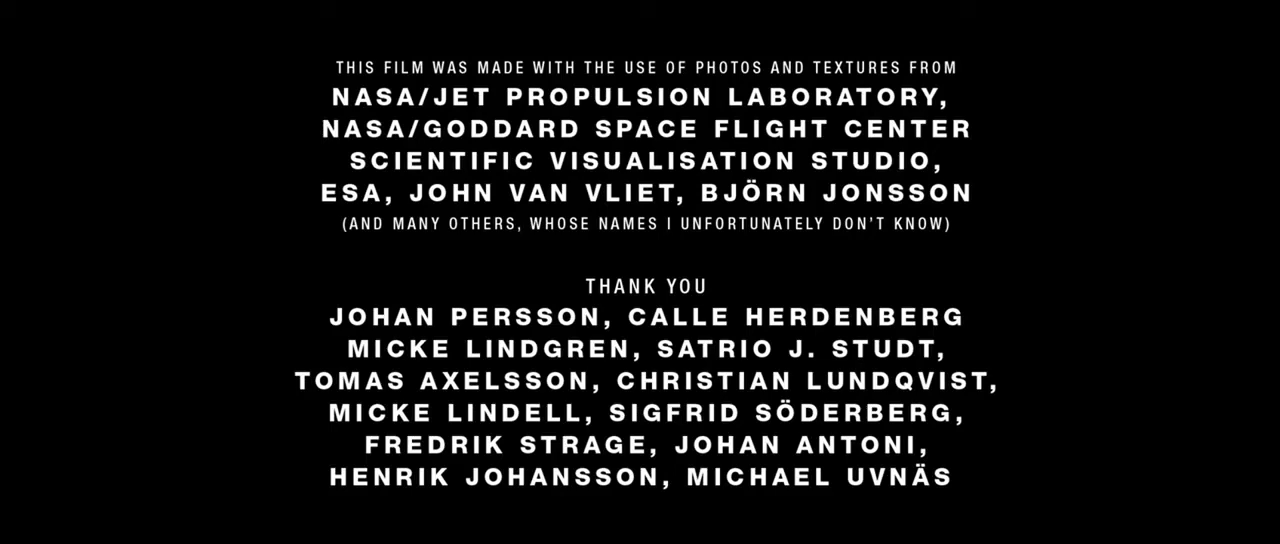 THIS FILM WAS MADE WITH THE USE OF PHOTOS AND TEXTURES FROM
NASA/JET PROPULSION LABORATORY,
NASA/GODDARD SPACE FLIGHT CENTER
SCIENTIFIC VISUALISATION STUDIO,
ESA, JOHN VAN VLIET, BJÖRN JONSSON
(AND MANY OTHERS, WHOSE NAMES I UNFORTUNATELY DON'T KNOW)
THANK YOU
JOHAN PERSSON, CALLE HERDENBERG
MICKE LINDGREN, SATRIO J. STUDT,
TOMAS AXELSSON, CHRISTIAN LUNDQVIST,
MICKE LINDELL, SIGFRID SÖDERBERG,
FREDRIK STRAGE, JOHAN ANTONI,
HENRIK JOHANSSON, MICHAEL UVNÄS